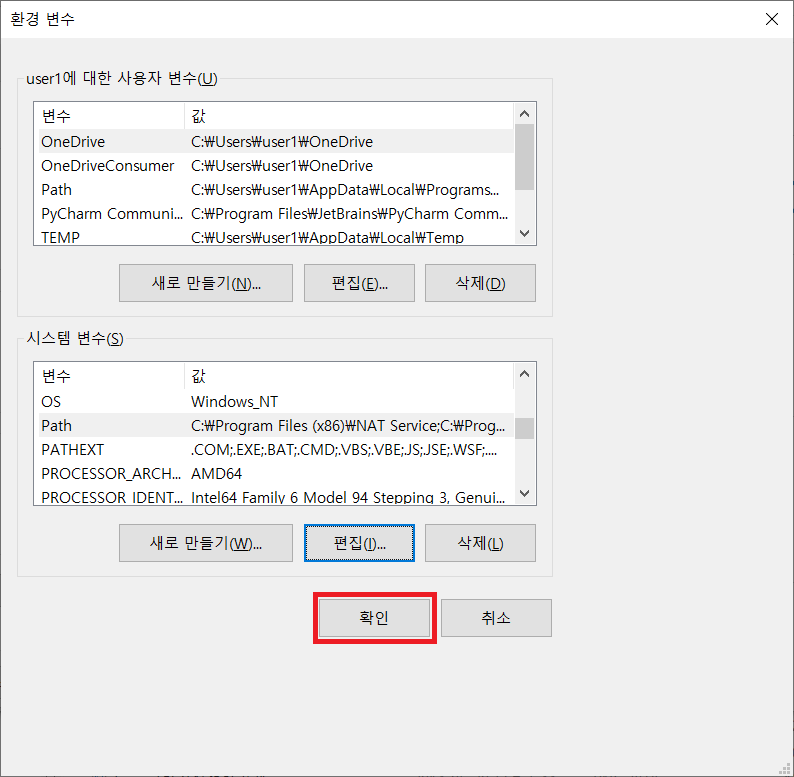 환경 변수
user1에 대한 사용자 변수(U)
변수 값
OneDrive C:₩Users₩user1₩OneDrive
OneDriveConsumer C:₩Users₩user1₩OneDrive
Path C:₩Users₩user1₩AppData₩Local₩Programs...
PyCharm Communi... C:₩Program Files₩JetBrains₩PyCharm Comm...
TEMP C:₩Users₩user1₩AppData₩Local₩Temp
새로 만들기(N)... 편집(E)... 삭제(D)
시스템 변수(S)
변수 값
OS Windows_NT
Path C:₩Program Files (x86)₩NAT Service;C:₩Prog...
PATHEXT .COM;.EXE;.BAT;.CMD;.VBS;.VBE;.JS;.JSE;.WSF;....
PROCESSOR_ARCH... AMD64
PROCESSOR_IDENT... Intel64 Family 6 Model 94 Stepping 3, Genui...
새로 만들기(W)... 편집(I)... 삭제(L)
확인 취소